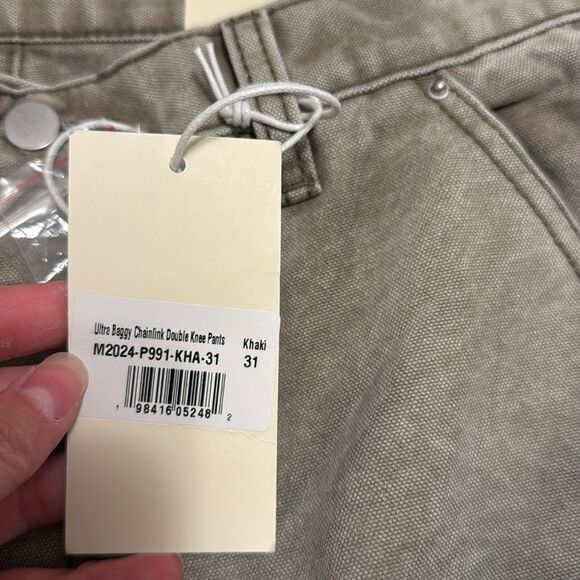 Ultra Baggy Chainlink Double Knee Pants Khaki
M2024-P991-KHA-31 31
1 98416 05248 2